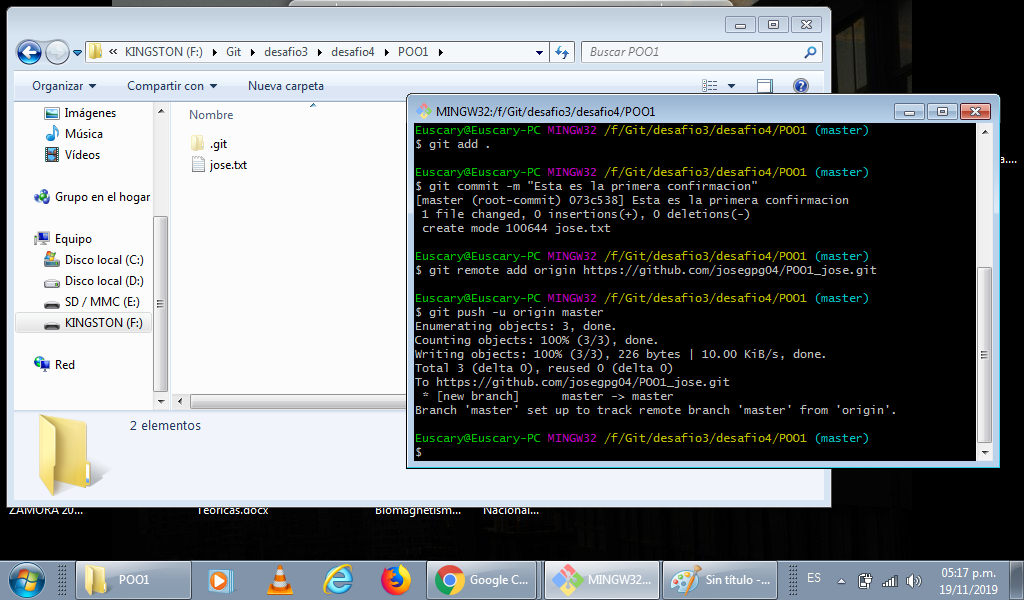 KINGSTON (F:) Git desafio3 desafio4 POO1
Buscar POO1
Organizar Compartir con Nueva carpeta
Imágenes
Música
Vídeos
Grupo en el hogar
Equipo
Disco local (C:)
Disco local (D:)
SD / MMC (E:)
KINGSTON (F:)
Red
Nombre
.git
jose.txt
2 elementos
MINGW32:/f/Git/desafio3/desafio4/POO1
Euscary@Euscary-PC MINGW32 /f/Git/desafio3/desafio4/POO1 (master)
$ git add .
Euscary@Euscary-PC MINGW32 /f/Git/desafio3/desafio4/POO1 (master)
$ git commit -m "Esta es la primera confirmacion"
[master (root-commit) 073c538] Esta es la primera confirmacion
1 file changed, 0 insertions(+), 0 deletions(-)
create mode 100644 jose.txt
Euscary@Euscary-PC MINGW32 /f/Git/desafio3/desafio4/POO1 (master)
$ git remote add origin https://github.com/josegpg04/POO1_jose.git
Euscary@Euscary-PC MINGW32 /f/Git/desafio3/desafio4/POO1 (master)
$ git push -u origin master
Enumerating objects: 3, done.
Counting objects: 100% (3/3), done.
Writing objects: 100% (3/3), 226 bytes | 10.00 KiB/s, done.
Total 3 (delta 0), reused 0 (delta 0)
To https://github.com/josegpg04/POO1_jose.git
* [new branch] master -> master
Branch 'master' set up to track remote branch 'master' from 'origin'.
Euscary@Euscary-PC MINGW32 /f/Git/desafio3/desafio4/POO1 (master)
$
a....
ZAMORA 20... Teoricas.docx Biomagnetism... Nacional...
POO1 Google C... MINGW32... Sin título -... ES
05:17 p.m.
19/11/2019